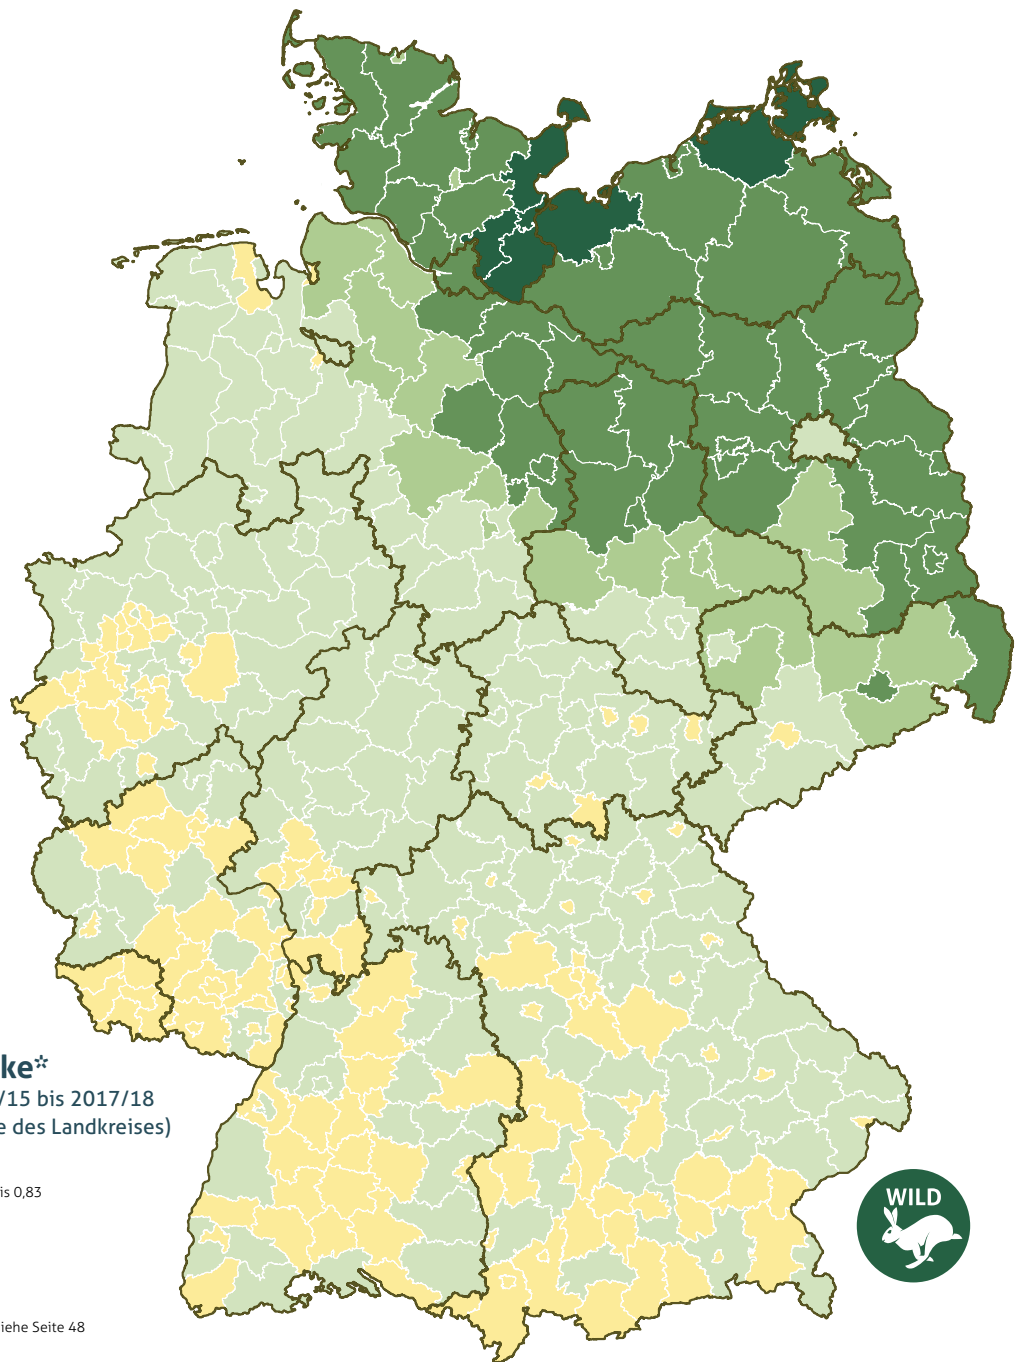 ke*
/15 bis 2017/18
e des Landkreises)
is 0,83
WILD
iehe Seite 48